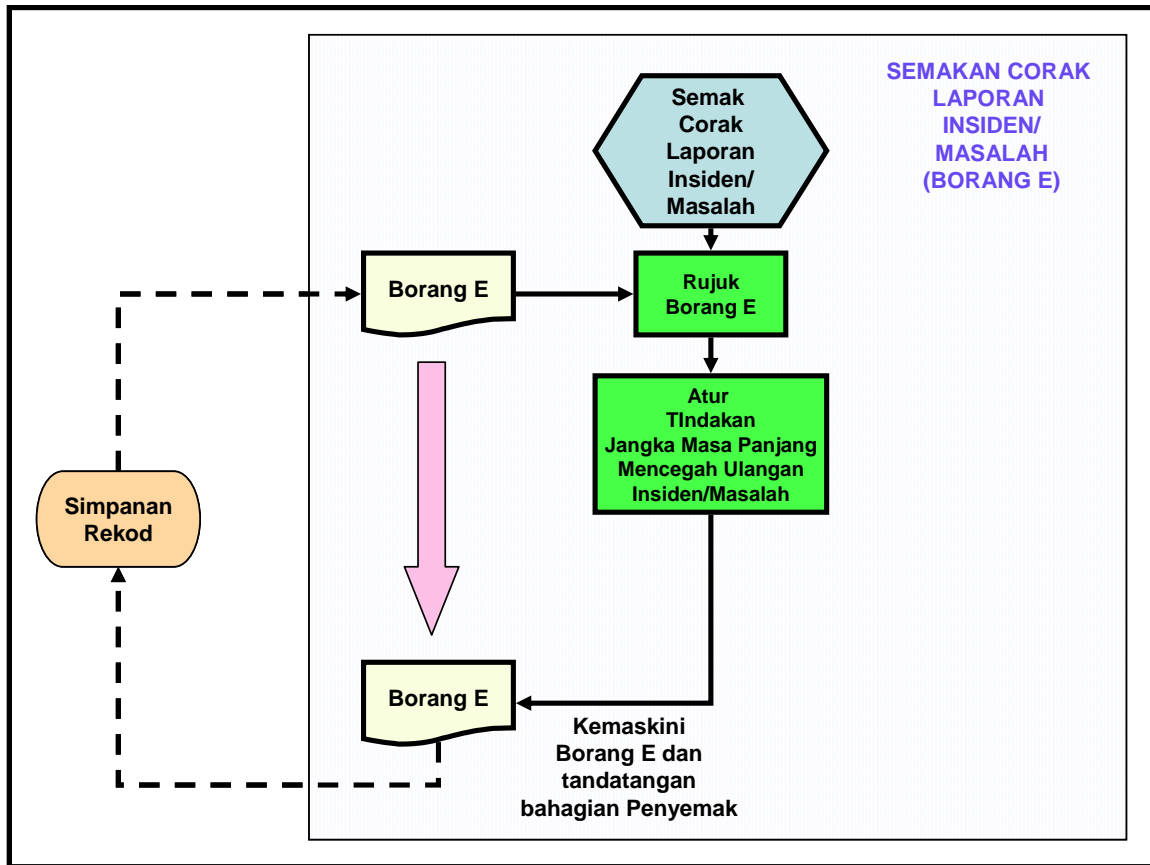 SEMAKAN CORAK
LAPORAN
INSIDEN/
MASALAH
(BORANG E)
Semak
Corak
Laporan
Insiden/
Masalah
Borang E
Rujuk
Borang E
Atur
TIndakan
Jangka Masa Panjang
Mencegah Ulangan
Insiden/Masalah
Simpanan
Rekod
Borang E
Kemaskini
Borang E dan
tandatangan
bahagian Penyemak